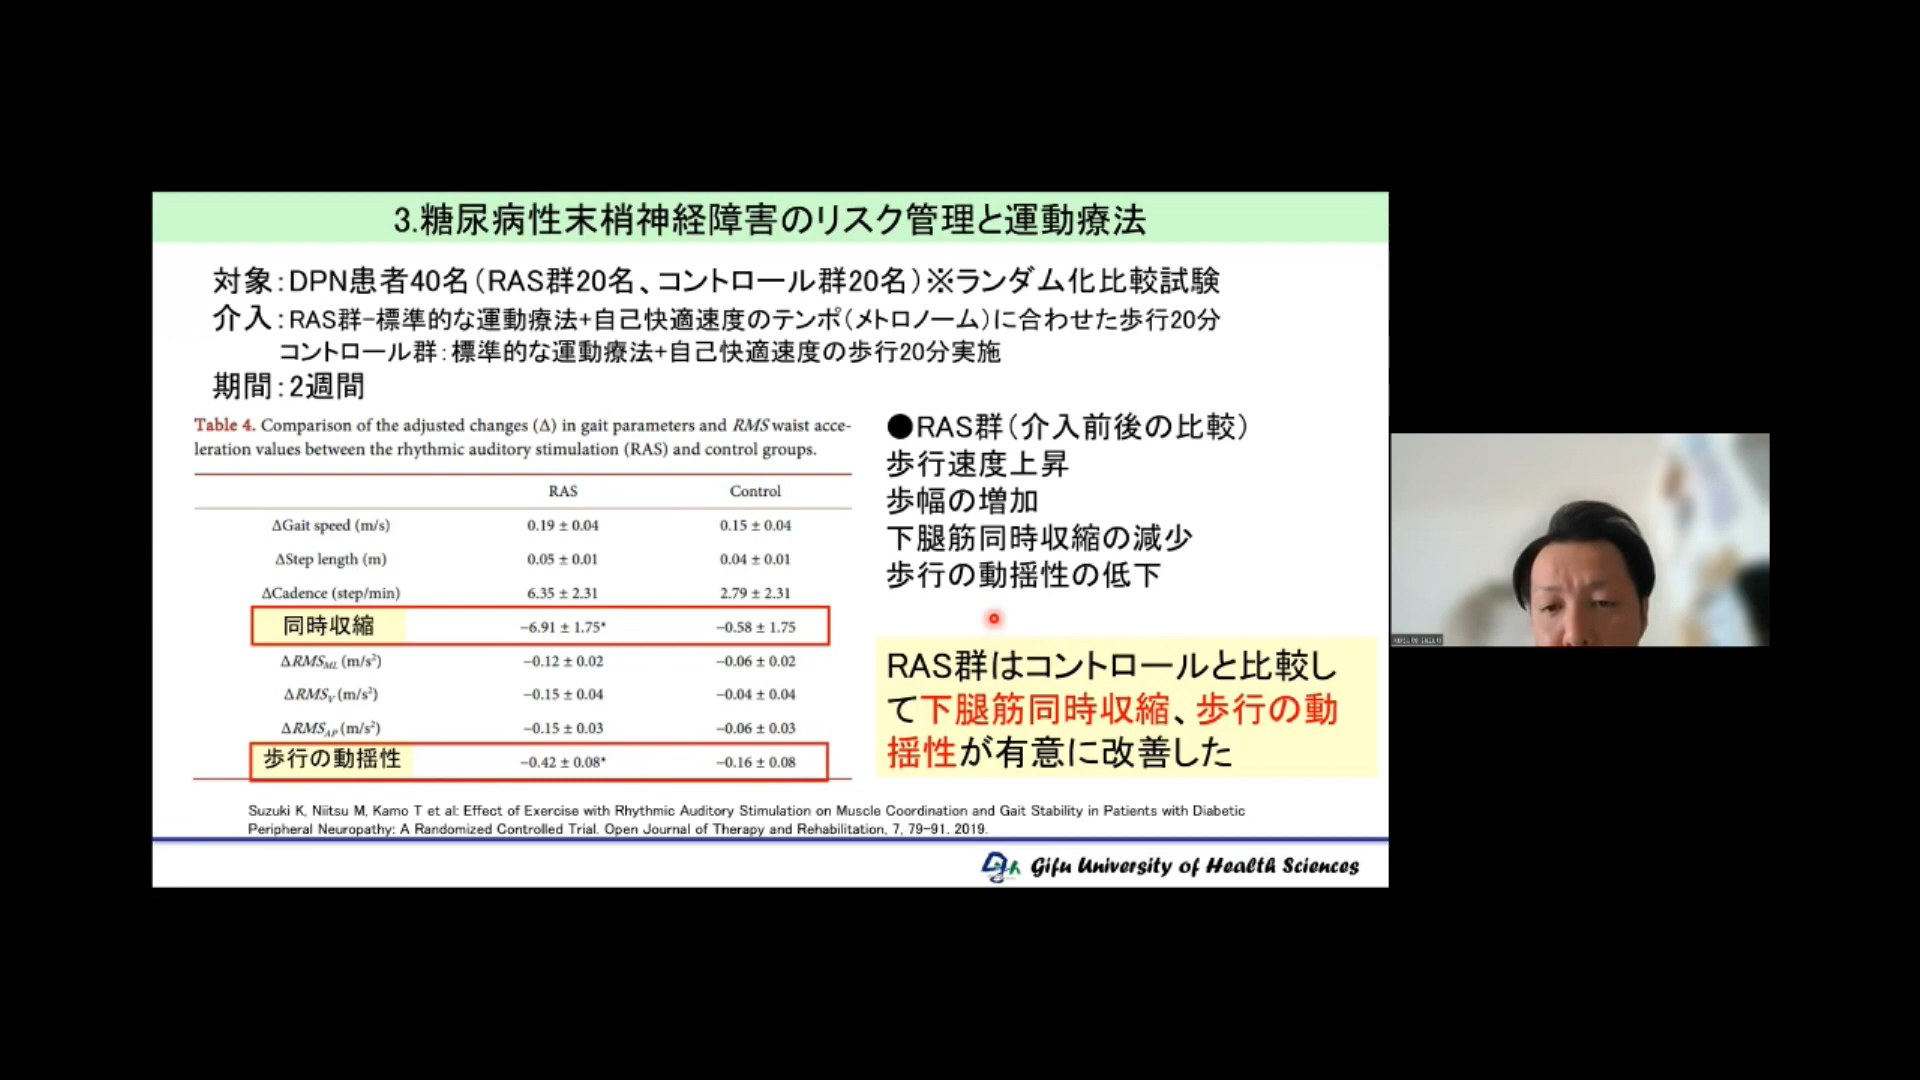 3.糖尿病性末梢神経障害のリスク管理と運動療法
対象:DPN患者40名(RAS群20名、コントロール群20名)※ランダム化比較試験
介入:RAS群-標準的な運動療法+自己快適速度のテンポ(メトロノーム)に合わせた歩行20分
コントロール群:標準的な運動療法+自己快適速度の歩行20分実施
期間:2週間
Table 4. Comparison of the adjusted changes (Δ) in gait parameters and RMS waist acce-
leration values between the rhythmic auditory stimulation (RAS) and control groups.
RAS Control
ΔGait speed (m/s) 0.19 ± 0.04 0.15 ± 0.04
ΔStep length (m) 0.05 ± 0.01 0.04 ± 0.01
ΔCadence (step/min) 6.35 ± 2.31 2.79 ± 2.31
同時収縮 −6.91 ± 1.75* −0.58 ± 1.75
ΔRMS_ML (m/s²) −0.12 ± 0.02 −0.06 ± 0.02
ΔRMS_V (m/s²) −0.15 ± 0.04 −0.04 ± 0.04
ΔRMS_AP (m/s²) −0.15 ± 0.03 −0.06 ± 0.03
歩行の動揺性 −0.42 ± 0.08* −0.16 ± 0.08
●RAS群(介入前後の比較)
歩行速度上昇
歩幅の増加
下腿筋同時収縮の減少
歩行の動揺性の低下
RAS群はコントロールと比較し
て下腿筋同時収縮、歩行の動
揺性が有意に改善した
Suzuki K, Niitsu M, Kamo T et al: Effect of Exercise with Rhythmic Auditory Stimulation on Muscle Coordination and Gait Stability in Patients with Diabetic
Peripheral Neuropathy: A Randomized Controlled Trial. Open Journal of Therapy and Rehabilitation, 7, 79-91. 2019.
Gifu University of Health Sciences